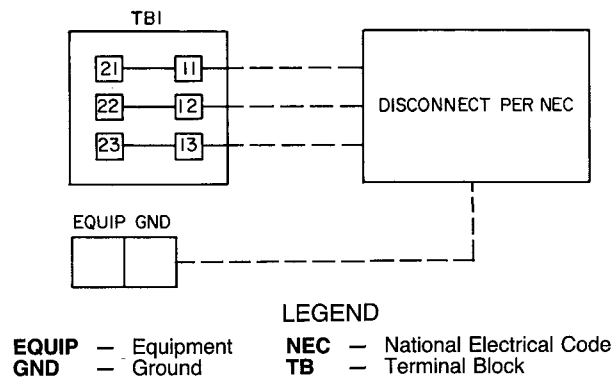 TB1
21 11
22 12
23 13
DISCONNECT PER NEC
EQUIP GND
LEGEND
EQUIP — Equipment
GND — Ground
NEC — National Electrical Code
TB — Terminal Block